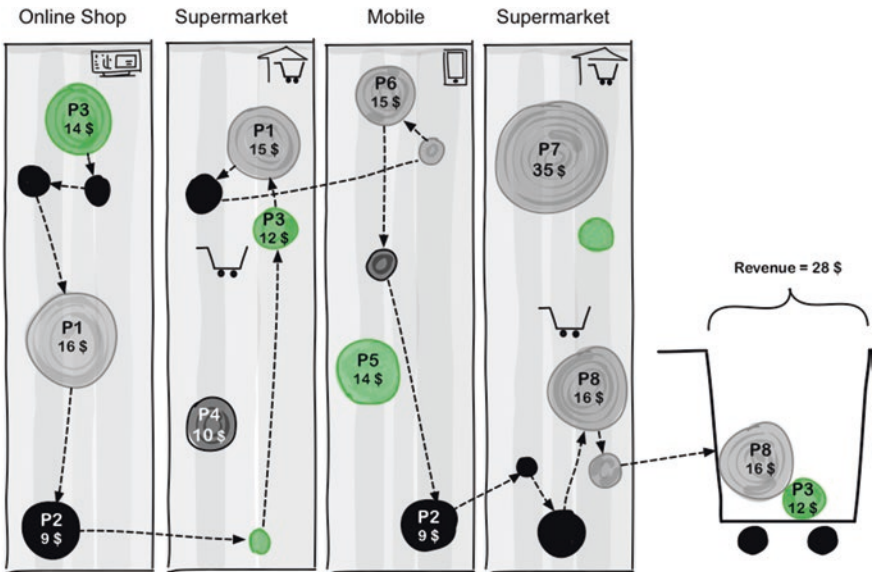 Online Shop
Supermarket
Mobile
Supermarket
P3
14 $
P1
16 $
P2
9 $
P1
15 $
P3
12 $
P4
10 $
P6
15 $
P5
14 $
P2
9 $
P7
35 $
P8
16 $
Revenue = 28 $
P8
16 $
P3
12 $